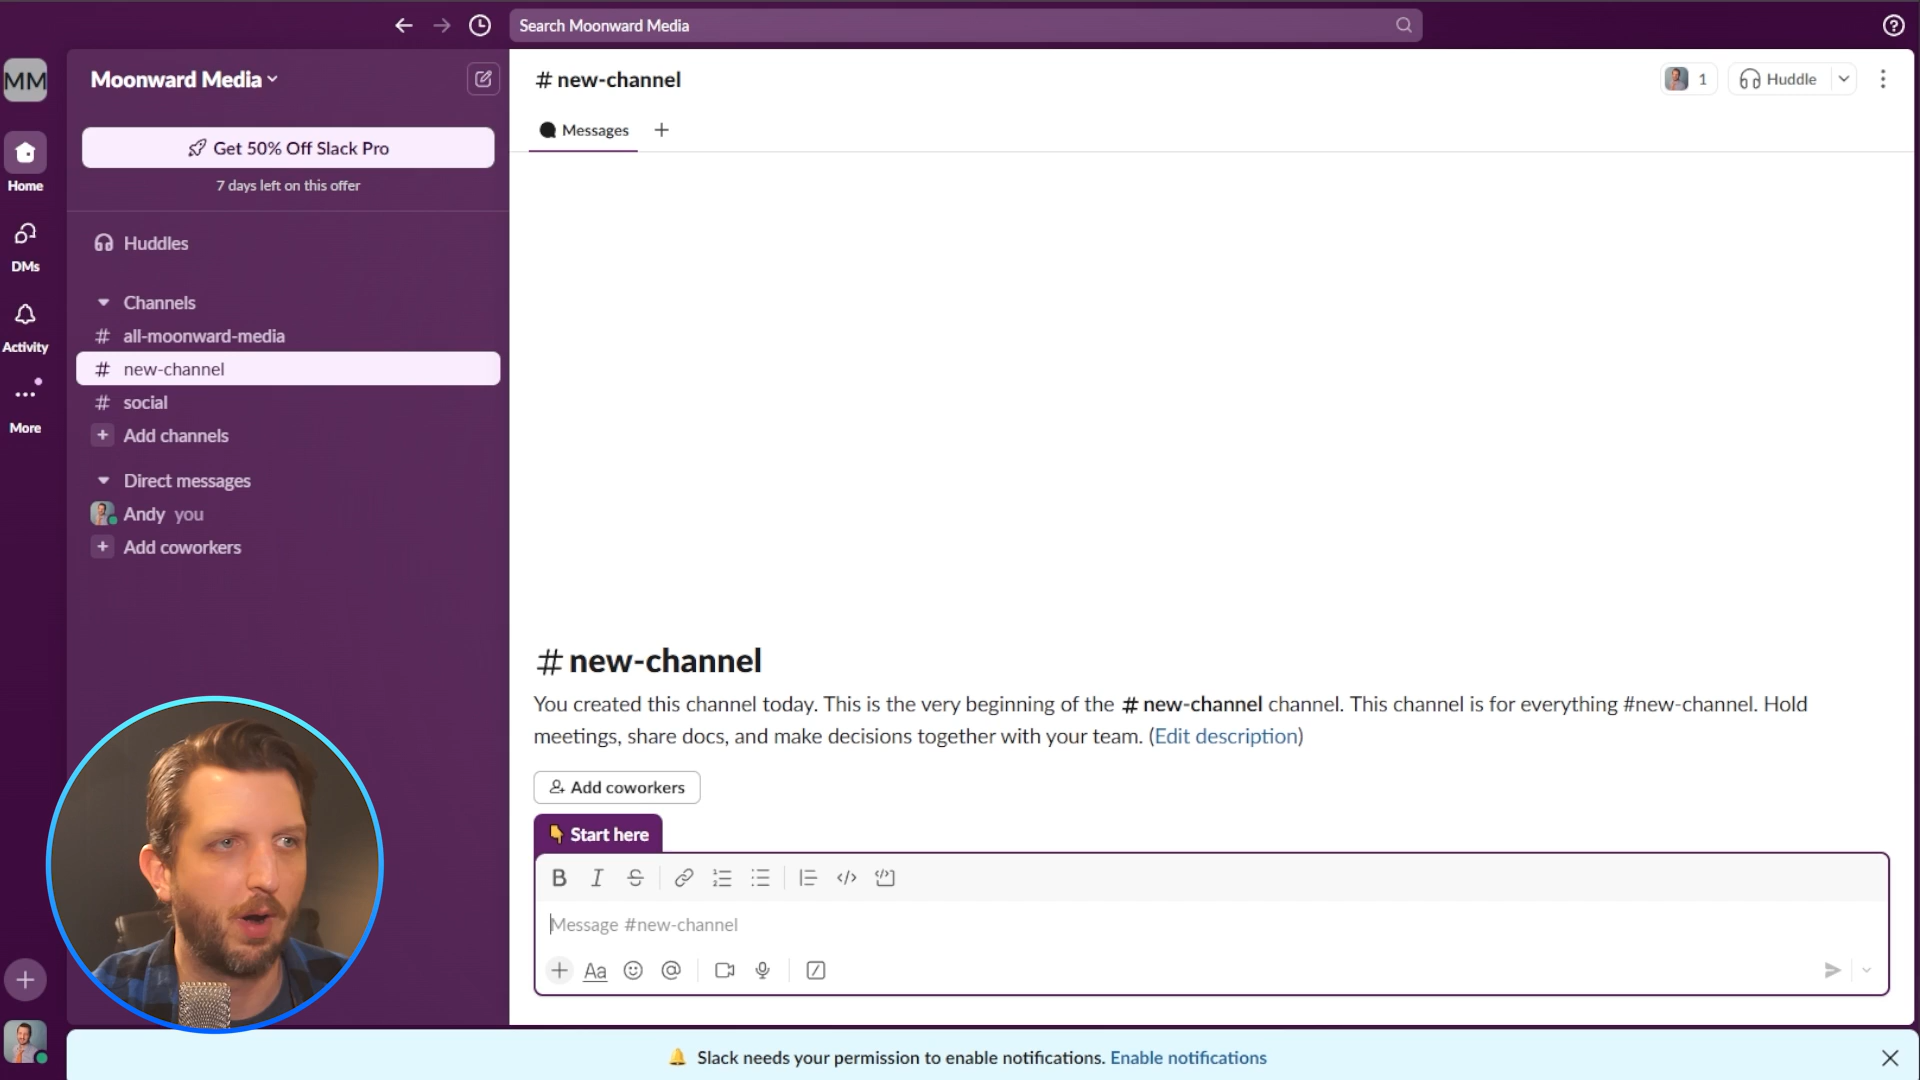 Search Moonward Media
MM
Moonward Media
Get 50% Off Slack Pro
7 days left on this offer
Home
DMs
Activity
More
Huddles
Channels
# all-moonward-media
# new-channel
# social
+ Add channels
Direct messages
Andy you
+ Add coworkers
# new-channel
1
Huddle
Messages
# new-channel
You created this channel today. This is the very beginning of the # new-channel channel. This channel is for everything #new-channel. Hold
meetings, share docs, and make decisions together with your team. (Edit description)
Add coworkers
Start here
Message #new-channel
Aa
Slack needs your permission to enable notifications. Enable notifications